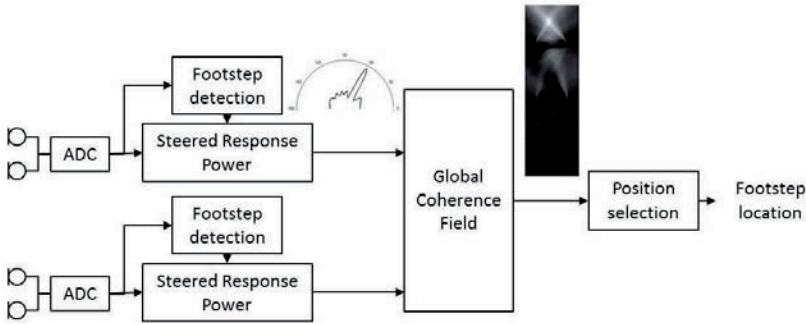 Footstep
detection
ADC
Steered Response
Power
Footstep
detection
ADC
Steered Response
Power
Global
Coherence
Field
Position
selection
Footstep
location